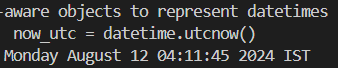 -aware objects to represent datetimes
now_utc = datetime.utcnow()
Monday August 12 04:11:45 2024 IST